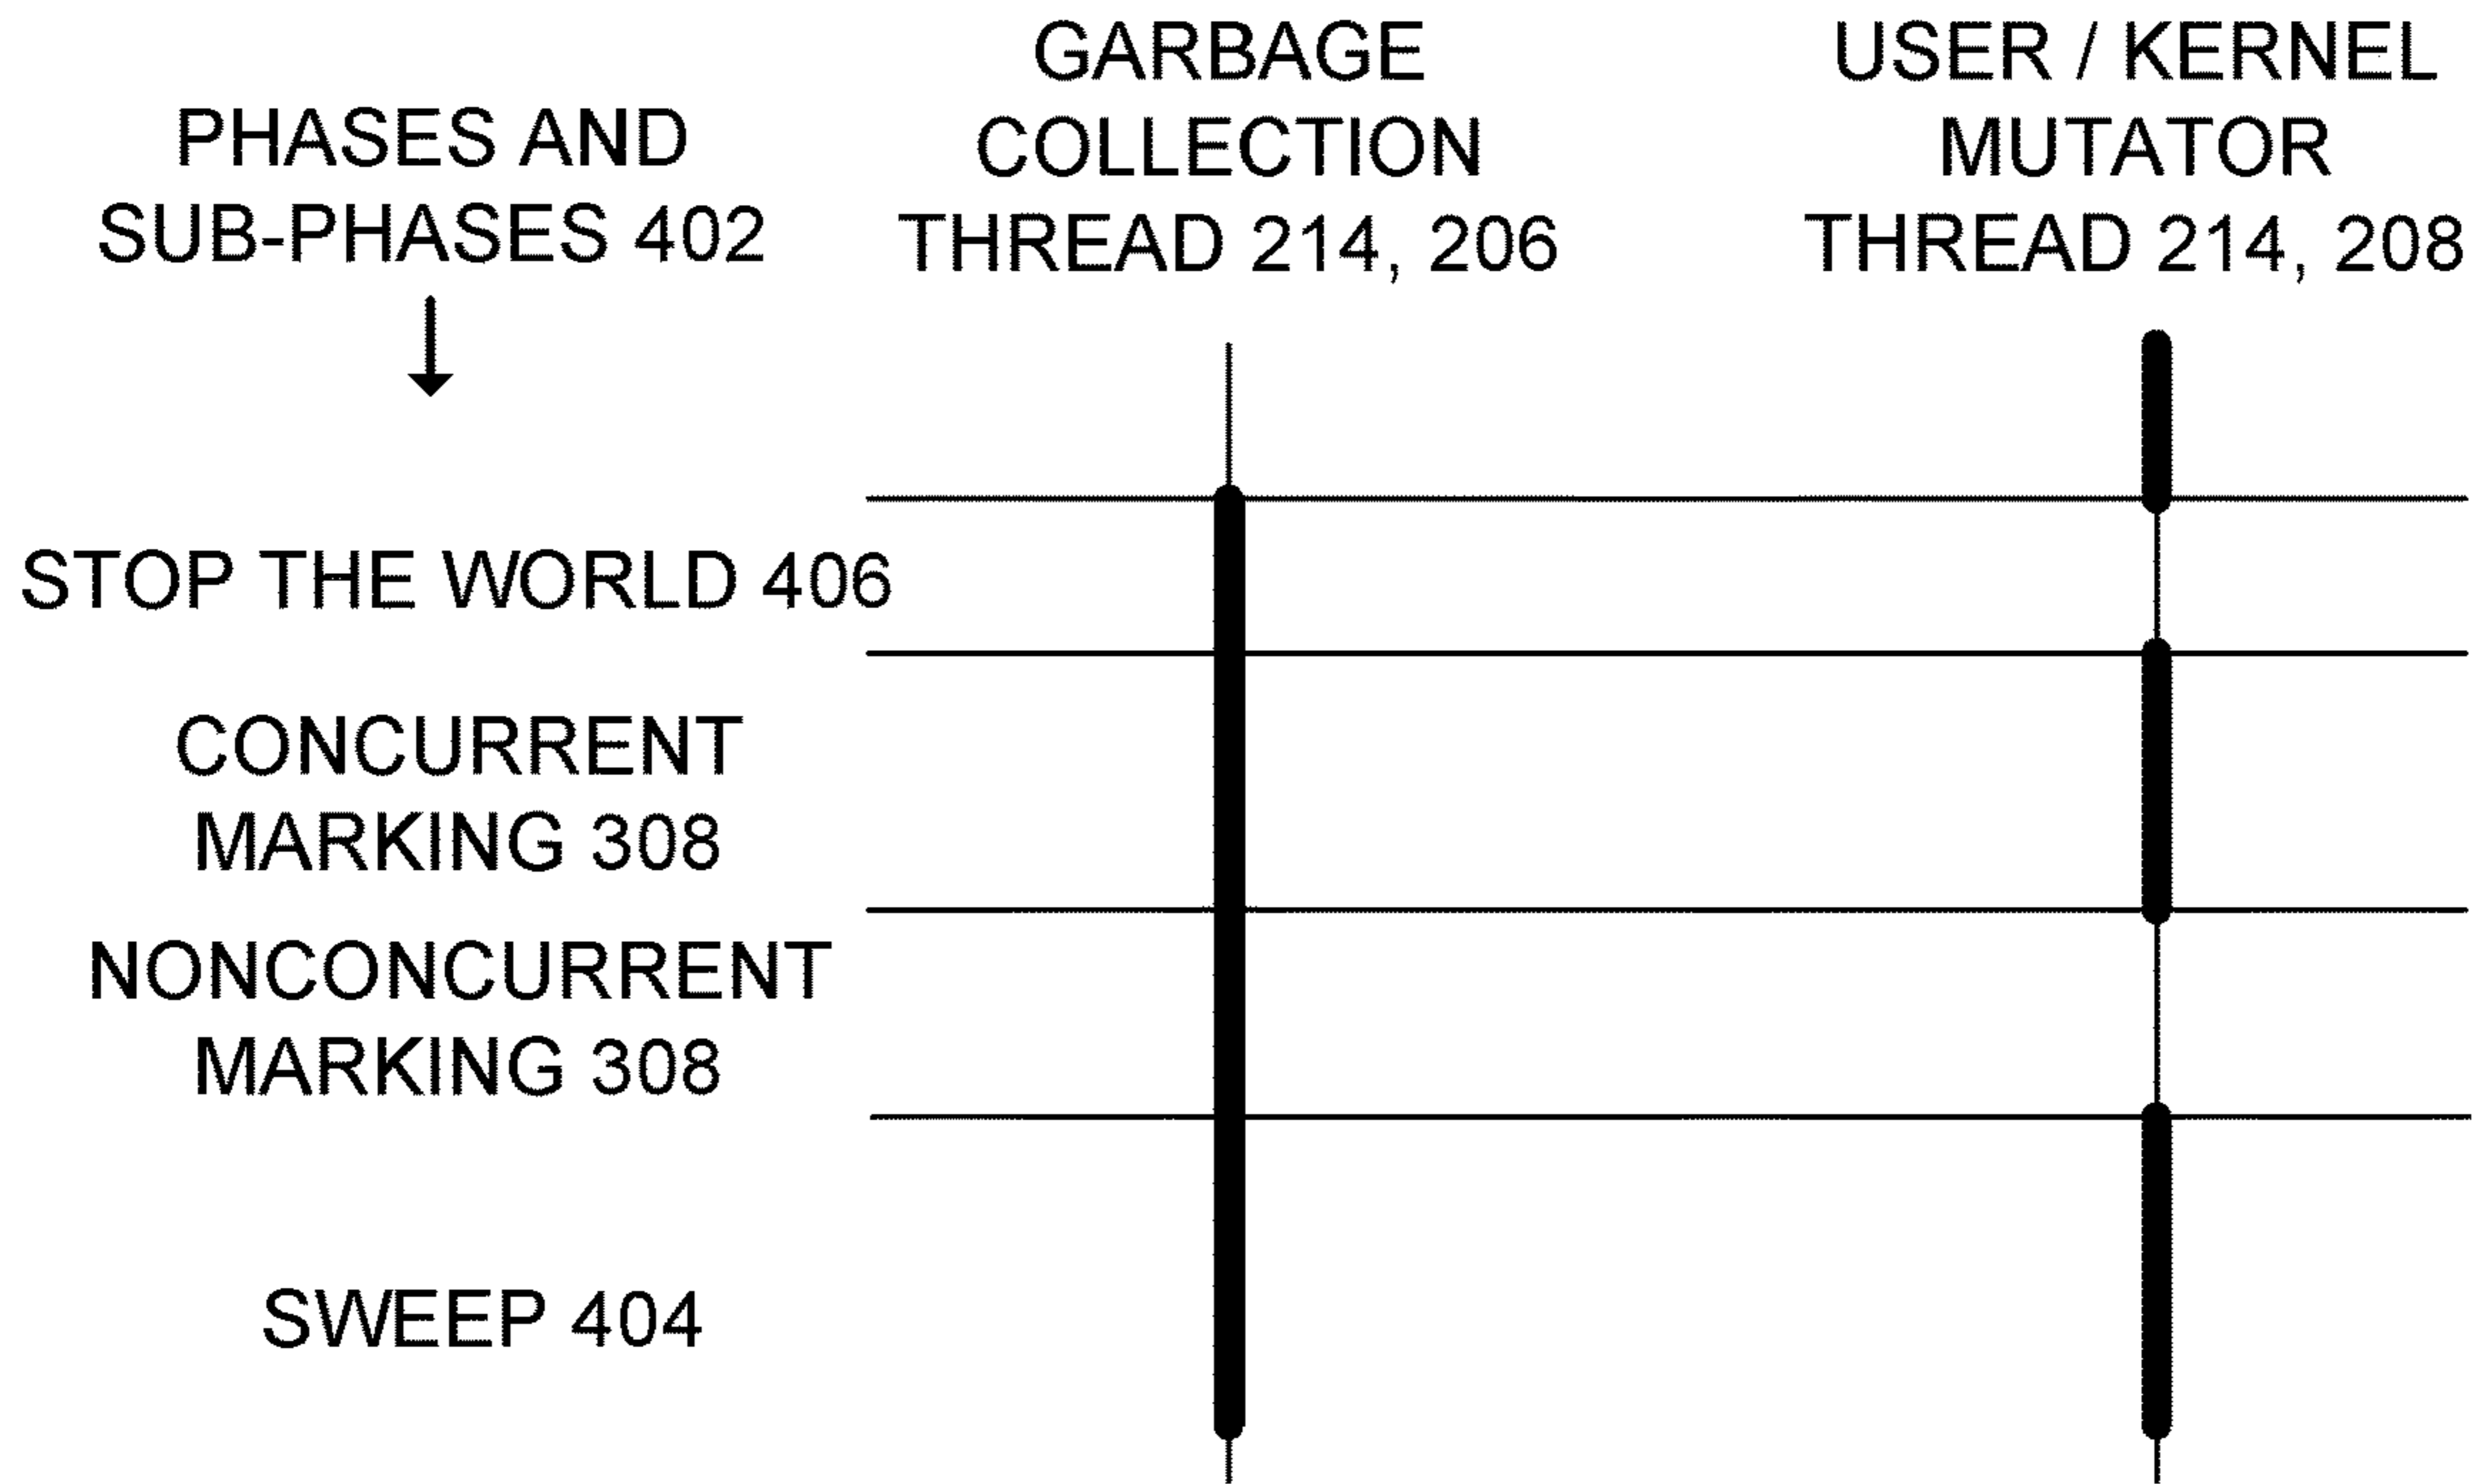 PHASES AND
SUB-PHASES 402
GARBAGE
COLLECTION
THREAD 214, 206
USER / KERNEL
MUTATOR
THREAD 214, 208
STOP THE WORLD 406
CONCURRENT
MARKING 308
NONCONCURRENT
MARKING 308
SWEEP 404